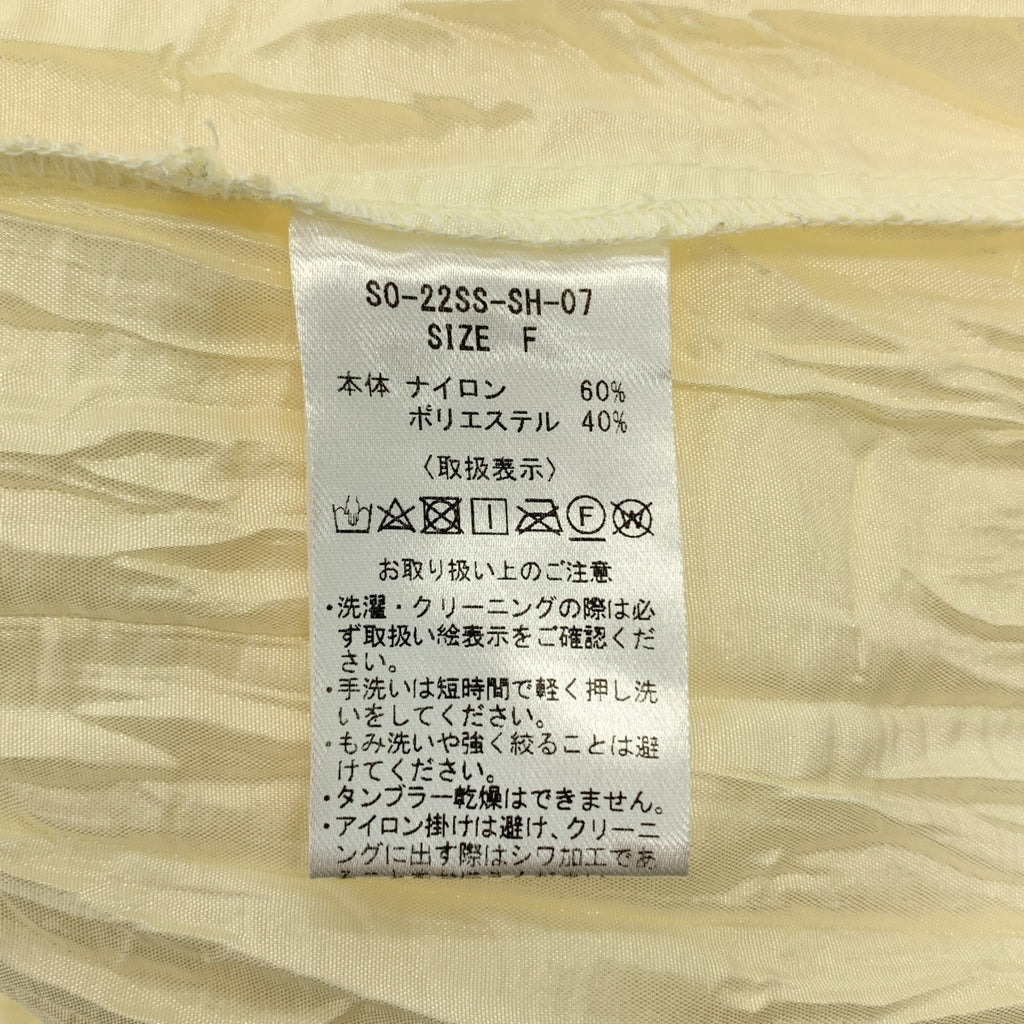 SO-22SS-SH-07
SIZE F
本体 ナイロン 60%
ポリエステル 40%
〈取扱表示〉
F W
お取り扱い上のご注意
・洗濯・クリーニングの際は必
ず取扱い絵表示をご確認くだ
さい。
・手洗いは短時間で軽く押し洗
いをしてください。
・もみ洗いや強く絞ることは避
けてください。
・タンブラー乾燥はできません。
・アイロン掛けは避け、クリーニ
ングに出す際はシワ加工であ